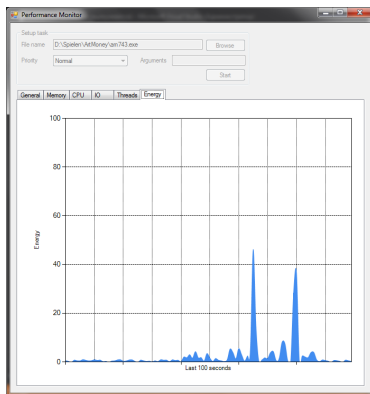 Performance Monitor
Setup task
File name D:\Spielen\ArtMoney\am743.exe Browse
Priority Normal Arguments
Start
General Memory CPU IO Threads Energy
100
80
60
40
20
0
Energy
Last 100 seconds